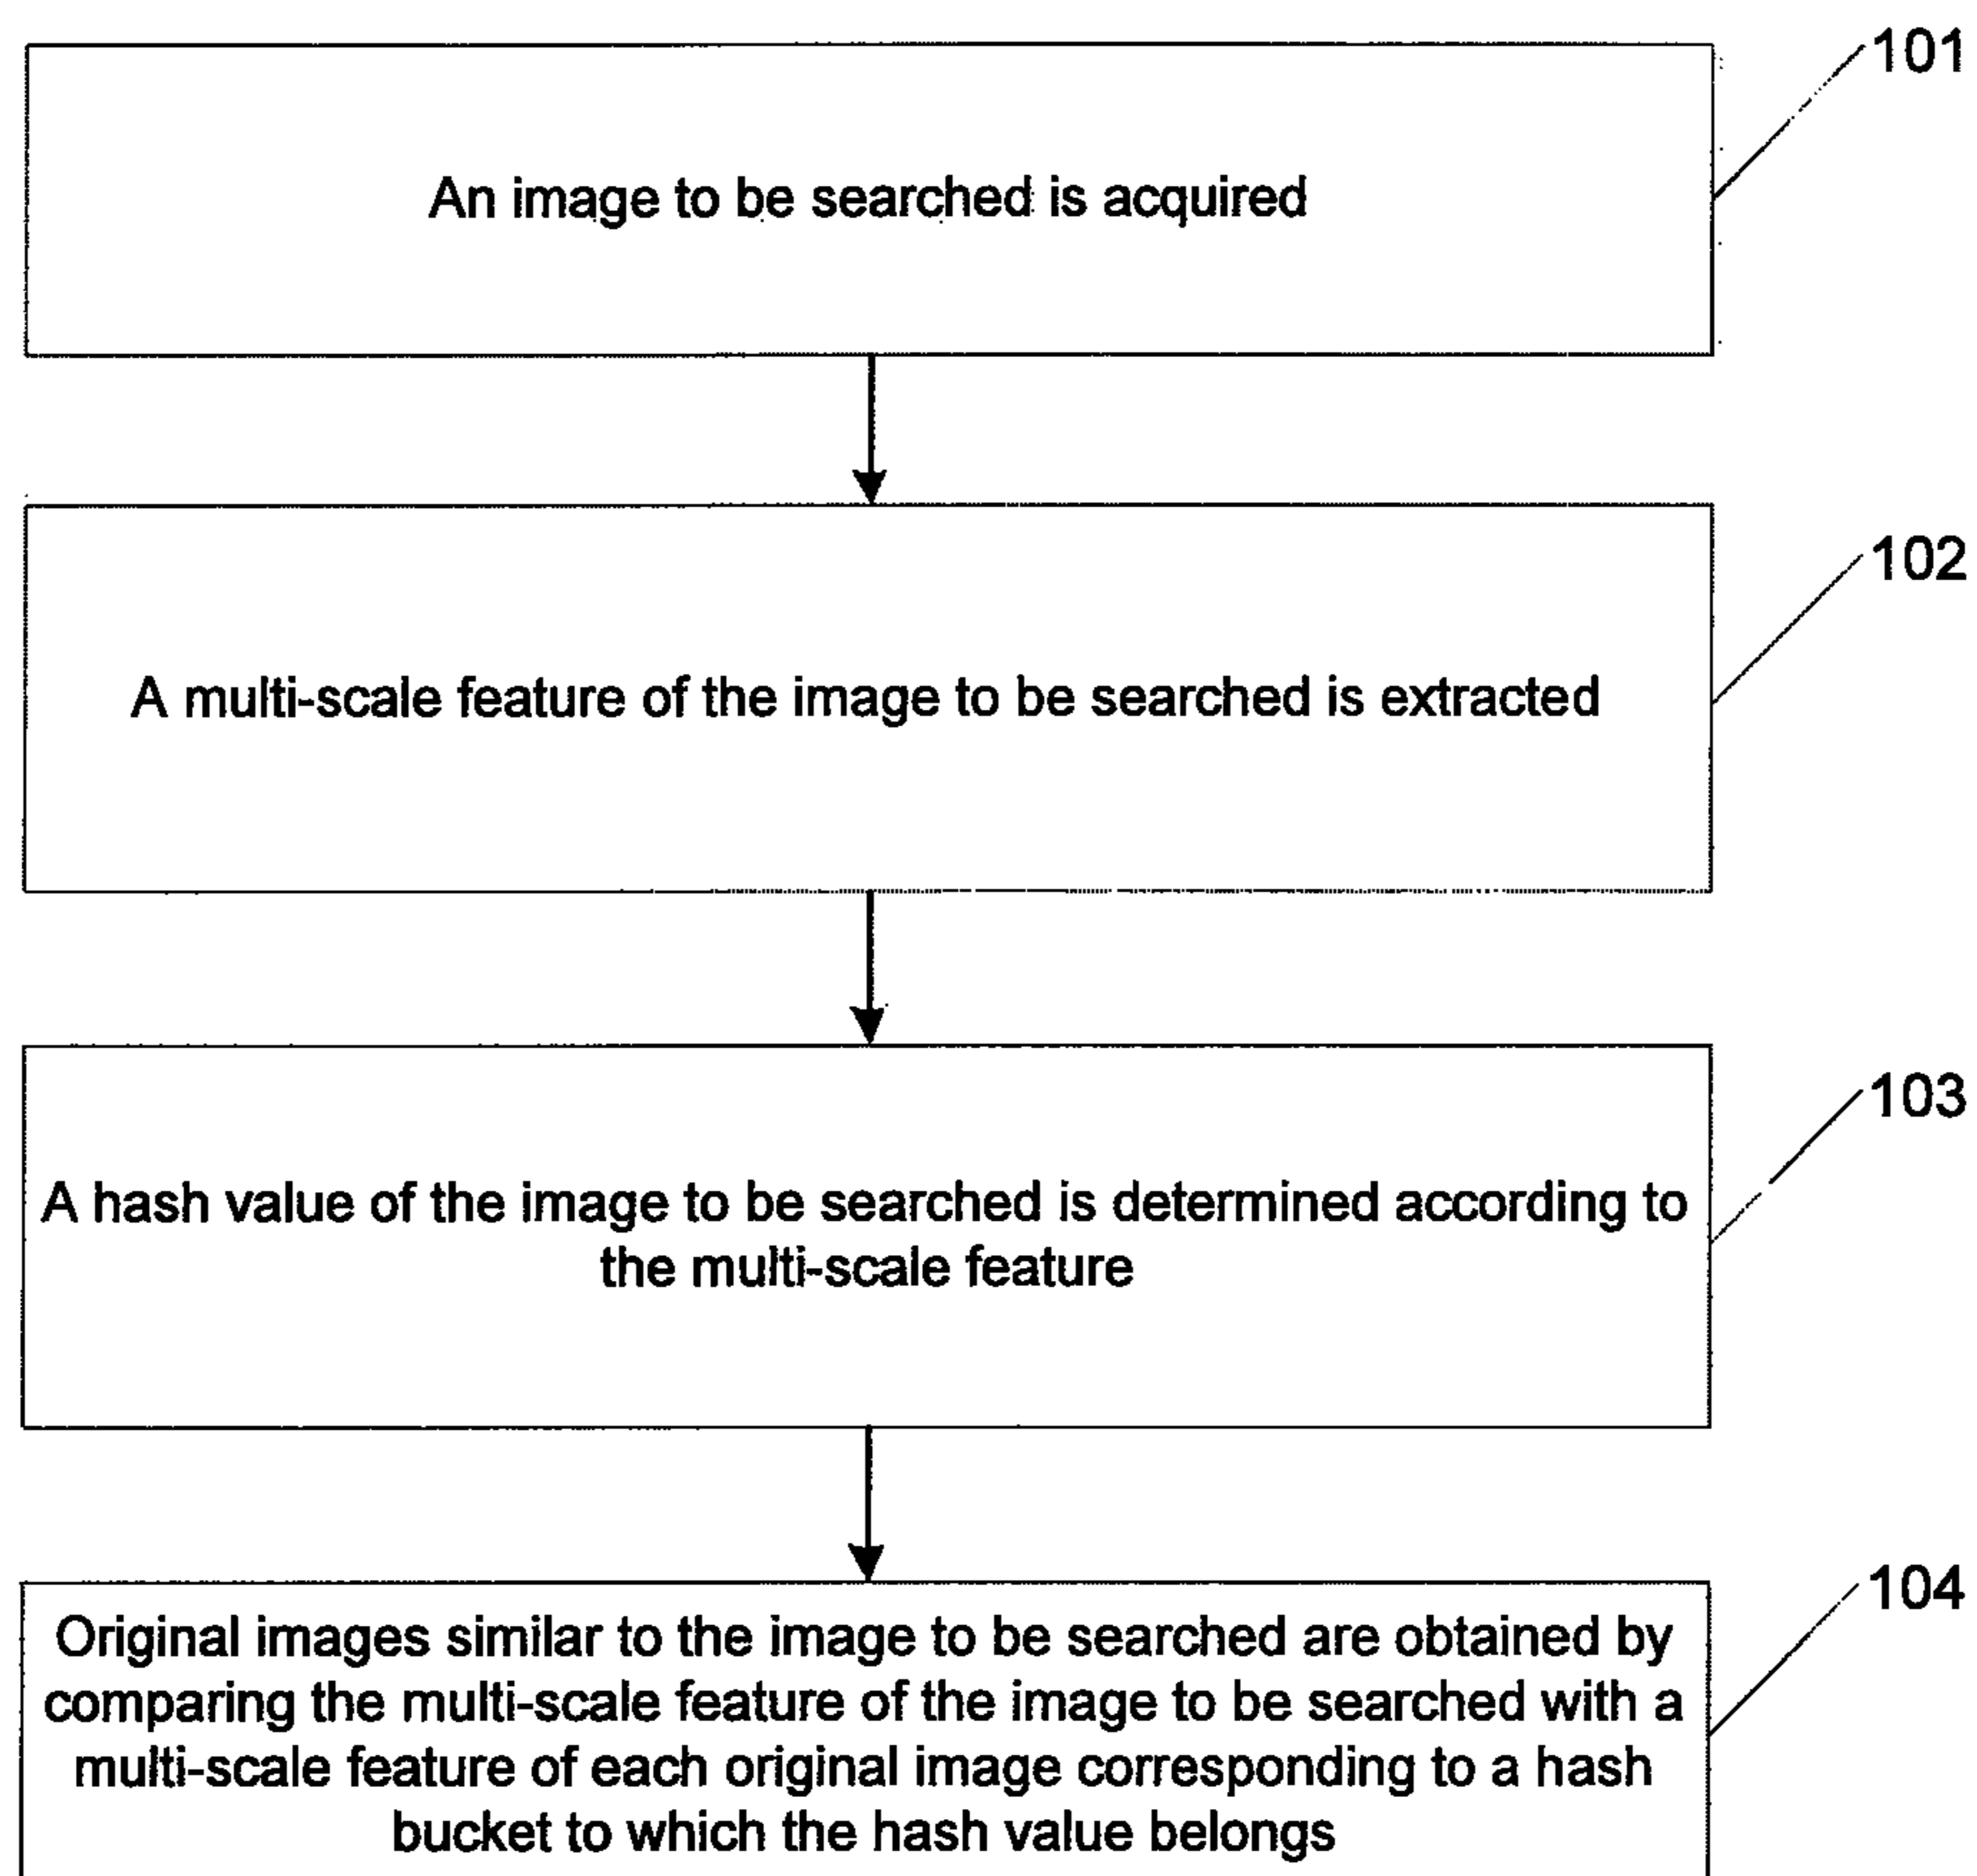 101
An image to be searched is acquired
102
A multi-scale feature of the image to be searched is extracted
103
A hash value of the image to be searched is determined according to
the multi-scale feature
104
Original images similar to the image to be searched are obtained by
comparing the multi-scale feature of the image to be searched with a
multi-scale feature of each original image corresponding to a hash
bucket to which the hash value belongs